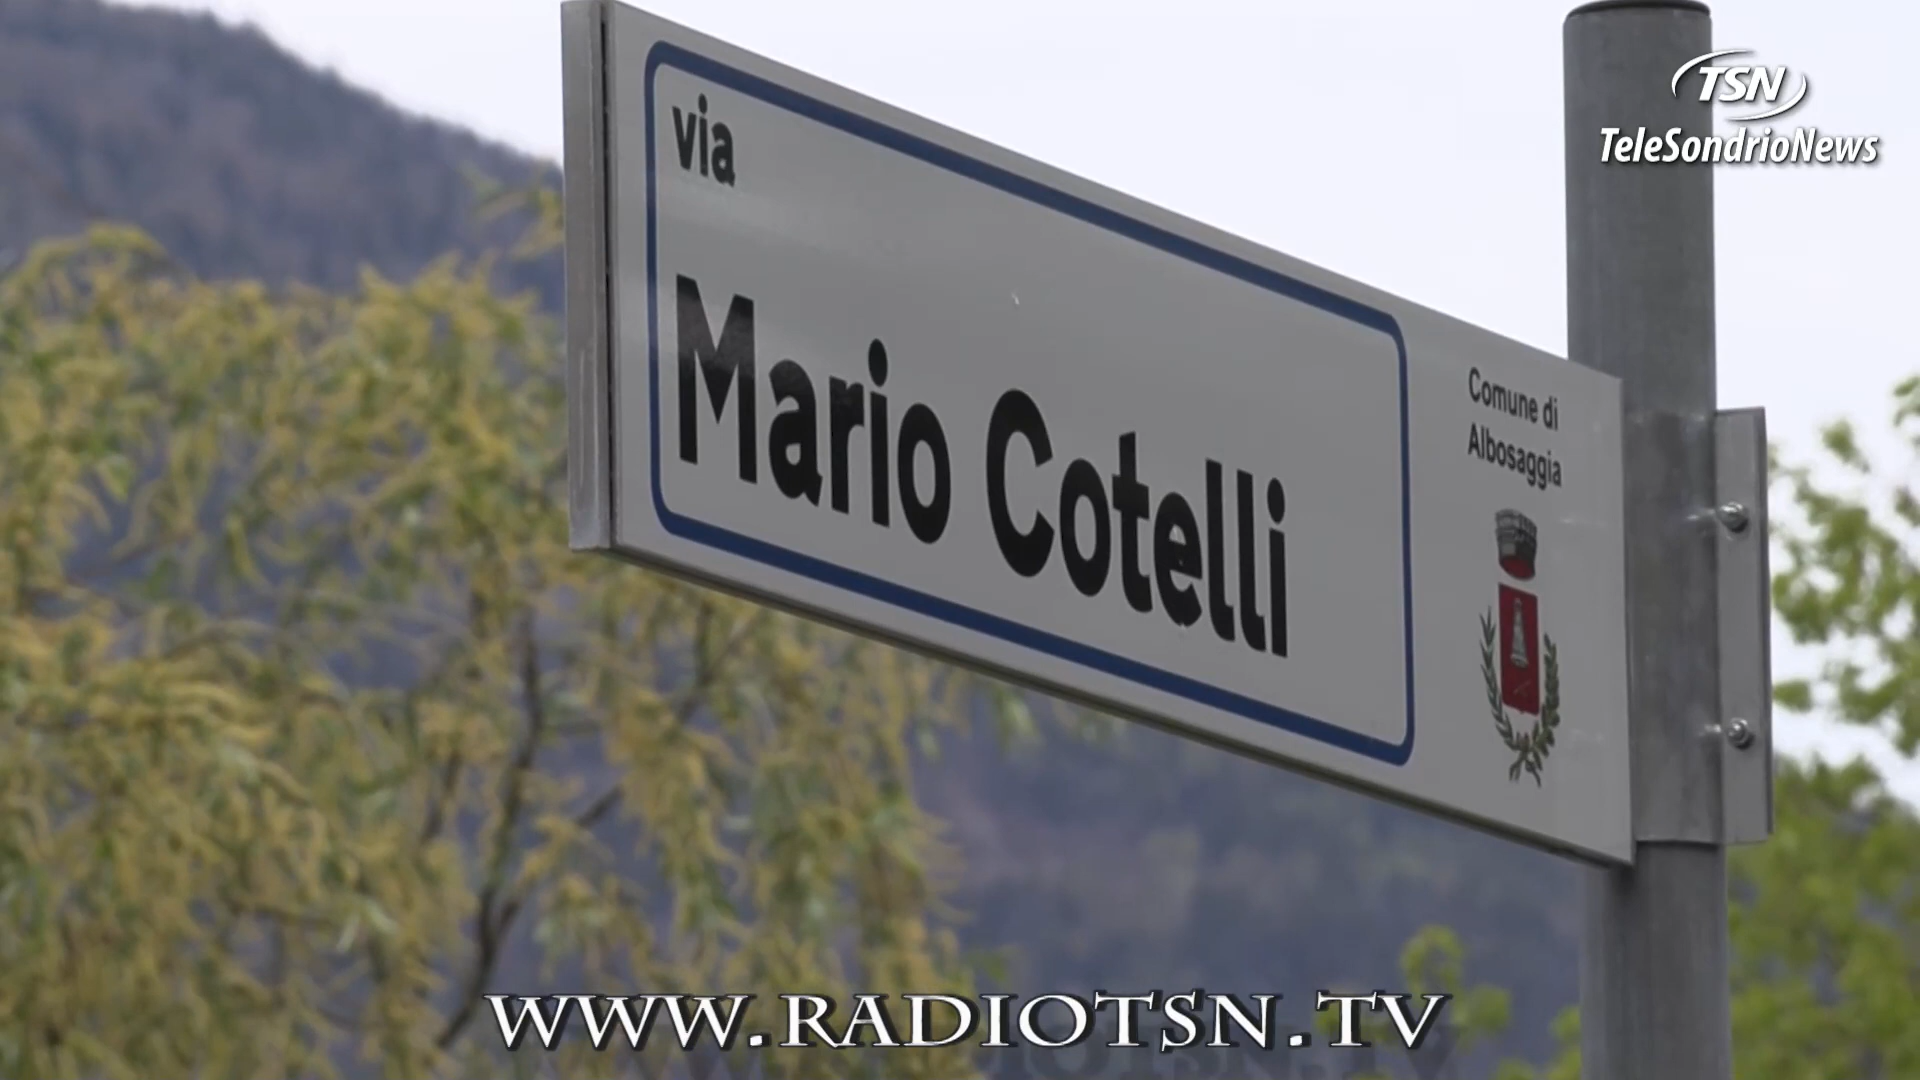 TSN
TeleSondrioNews
via
Mario Cotelli
Comune di
Albosaggia
WWW.RADIOTSN.TV